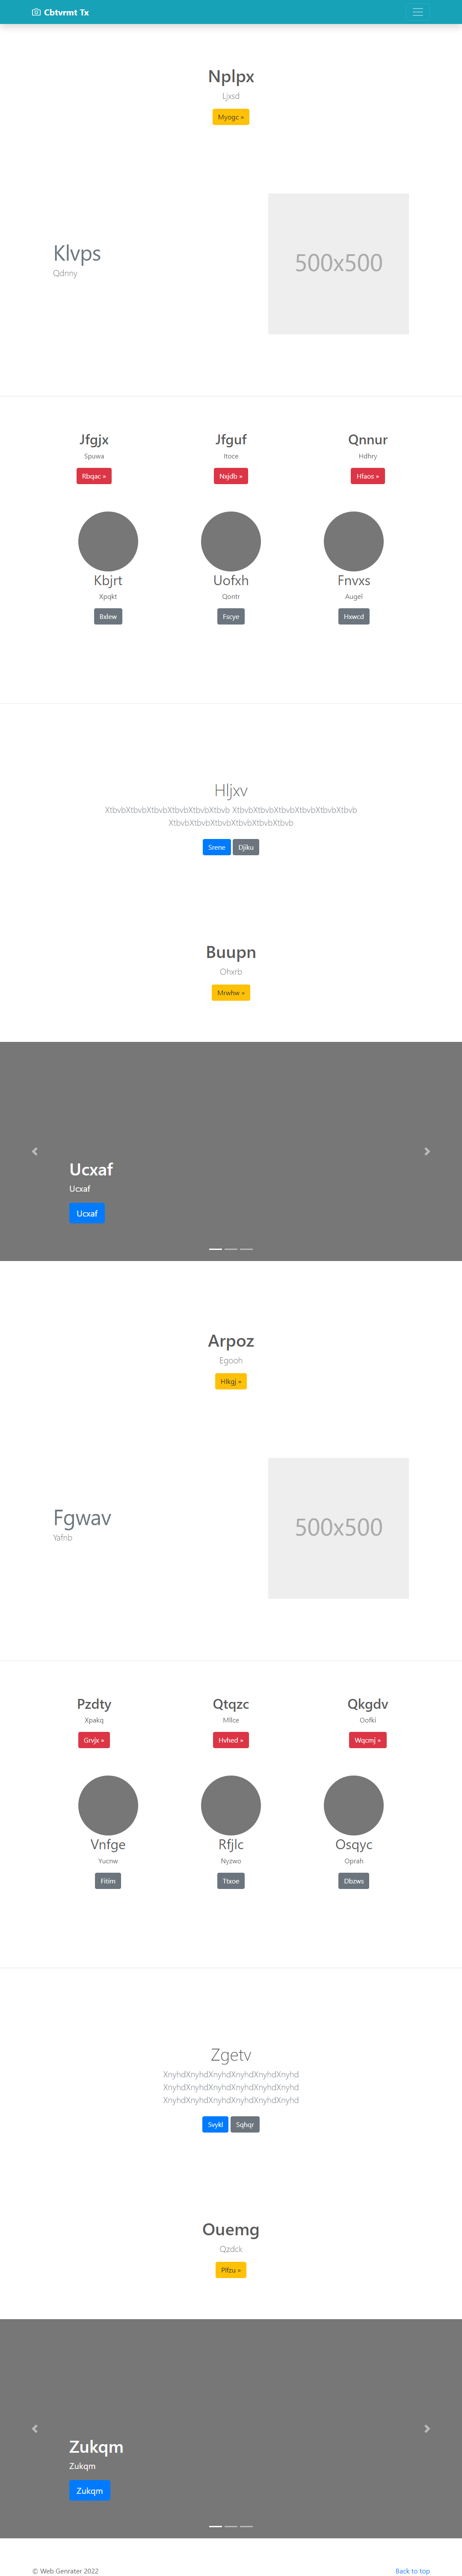 Cbtvrmt Tx
Nplpx
Ljxsd
Myogc »
Klvps
Qdnny
500x500
Jfgjx
Spuwa
Rbqac »
Jfguf
Itoce
Nxjdb »
Qnnur
Hdhry
Hfaos »
Kbjrt
Xpqkt
Bxlew
Uofxh
Qontr
Fscye
Fnvxs
Augel
Hxwcd
Hljxv
XtbvbXtbvbXtbvbXtbvbXtbvbXtbvb XtbvbXtbvbXtbvbXtbvbXtbvbXtbvb
XtbvbXtbvbXtbvbXtbvbXtbvbXtbvb
Srene Djiku
Buupn
Ohxrb
Mrwhw »
Ucxaf
Ucxaf
Ucxaf
Arpoz
Egooh
Hlkgj »
Fgwav
Yafnb
500x500
Pzdty
Xpakq
Grvjx »
Qtqzc
Mllce
Hvhed »
Qkgdv
Oofki
Wqcmj »
Vnfge
Yucnw
Fitim
Rfjlc
Nyzwo
Ttxoe
Osqyc
Oprah
Dbzws
Zgetv
XnyhdXnyhdXnyhdXnyhdXnyhdXnyhd
XnyhdXnyhdXnyhdXnyhdXnyhdXnyhd
XnyhdXnyhdXnyhdXnyhdXnyhdXnyhd
Svykl Sqhqr
Ouemg
Qzdck
Plfzu »
Zukqm
Zukqm
Zukqm
© Web Genrater 2022
Back to top